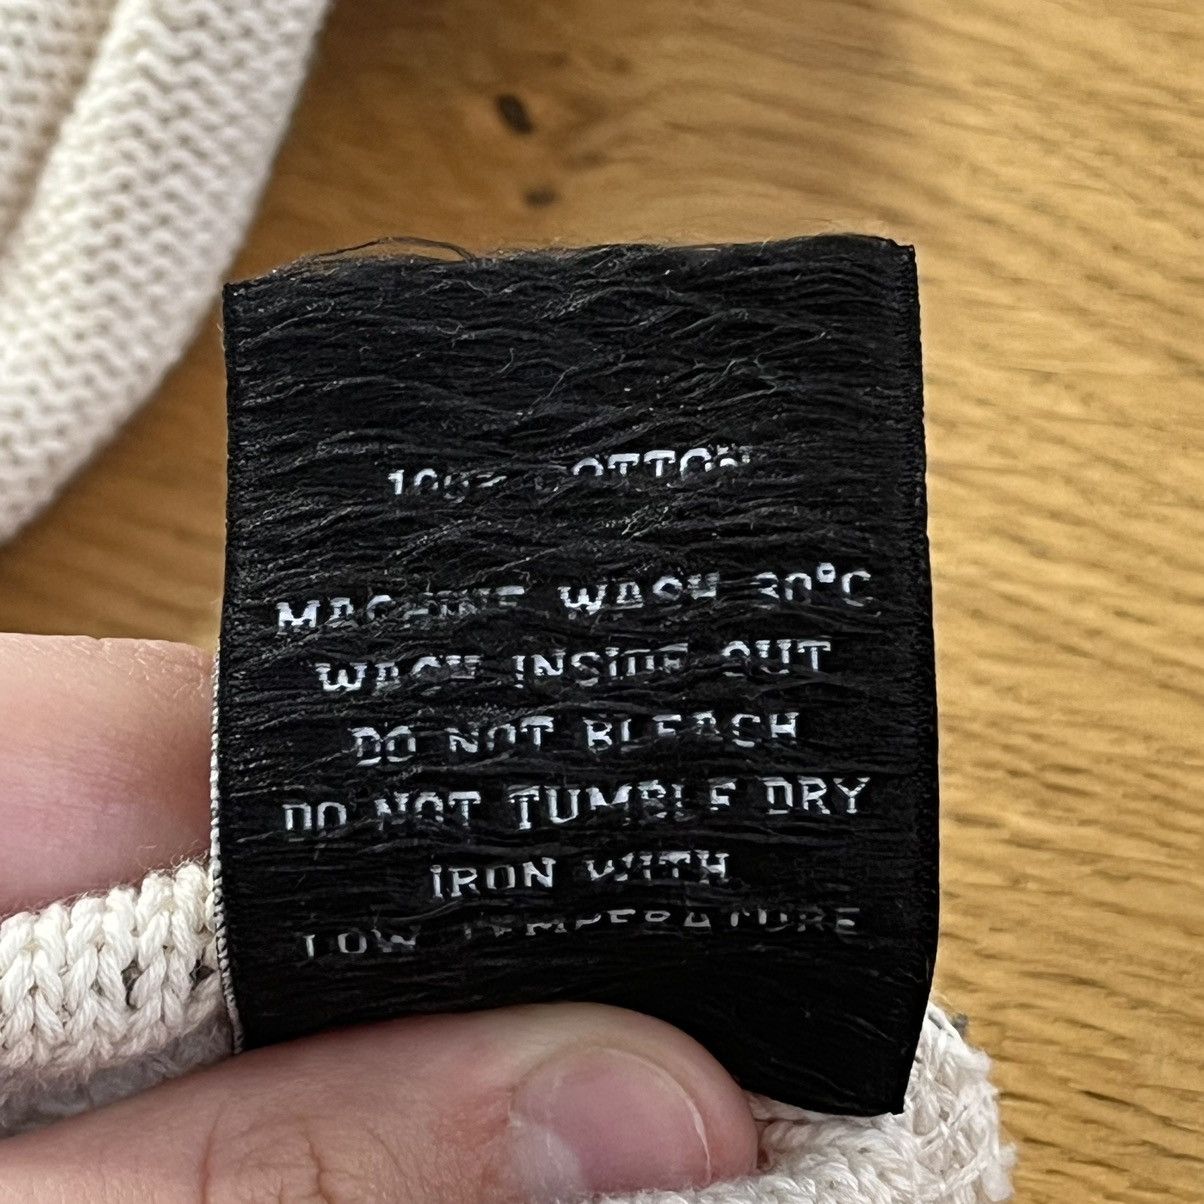 100% COTTON
MACHINE WASH 30°C
WASH INSIDE OUT
DO NOT BLEACH
DO NOT TUMBLE DRY
IRON WITH
LOW TEMPERATURE